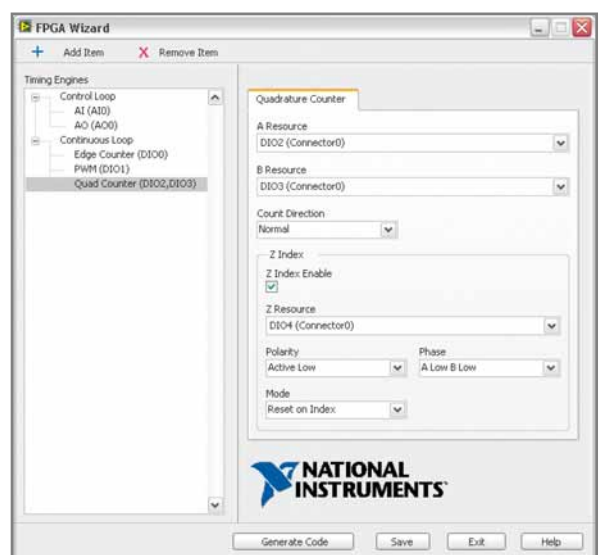 FPGA Wizard
Add Item
Remove Item
Timing Engines
Control Loop
AI (AI0)
AO (AO0)
Continuous Loop
Edge Counter (DIO0)
PWM (DIO1)
Quad Counter (DIO2,DIO3)
Quadrature Counter
A Resource
DIO2 (Connector0)
B Resource
DIO3 (Connector0)
Count Direction
Normal
Z Index
Z Index Enable
Z Resource
DIO4 (Connector0)
Polarity
Phase
Active Low
A Low B Low
Mode
Reset on Index
NATIONAL
INSTRUMENTS
Generate Code
Save
Exit
Help